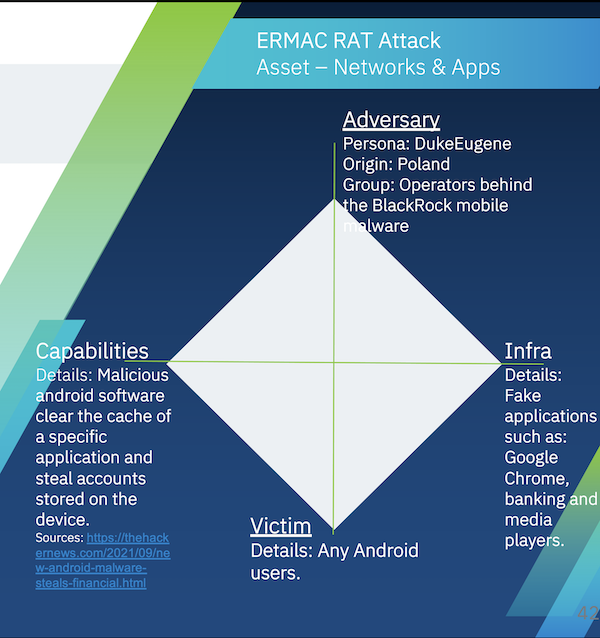 ERMAC RAT Attack
Asset – Networks & Apps
Adversary
Persona: DukeEugene
Origin: Poland
Group: Operators behind
the BlackRock mobile
malware
Capabilities
Details: Malicious
android software
clear the cache of
a specific
application and
steal accounts
stored on the
device.
Sources: https://thehack
ernews.com/2021/09/ne
w-android-malware-
steals-financial.html
Infra
Details:
Fake
applications
such as:
Google
Chrome,
banking and
media
players.
Victim
Details: Any Android
users.
42